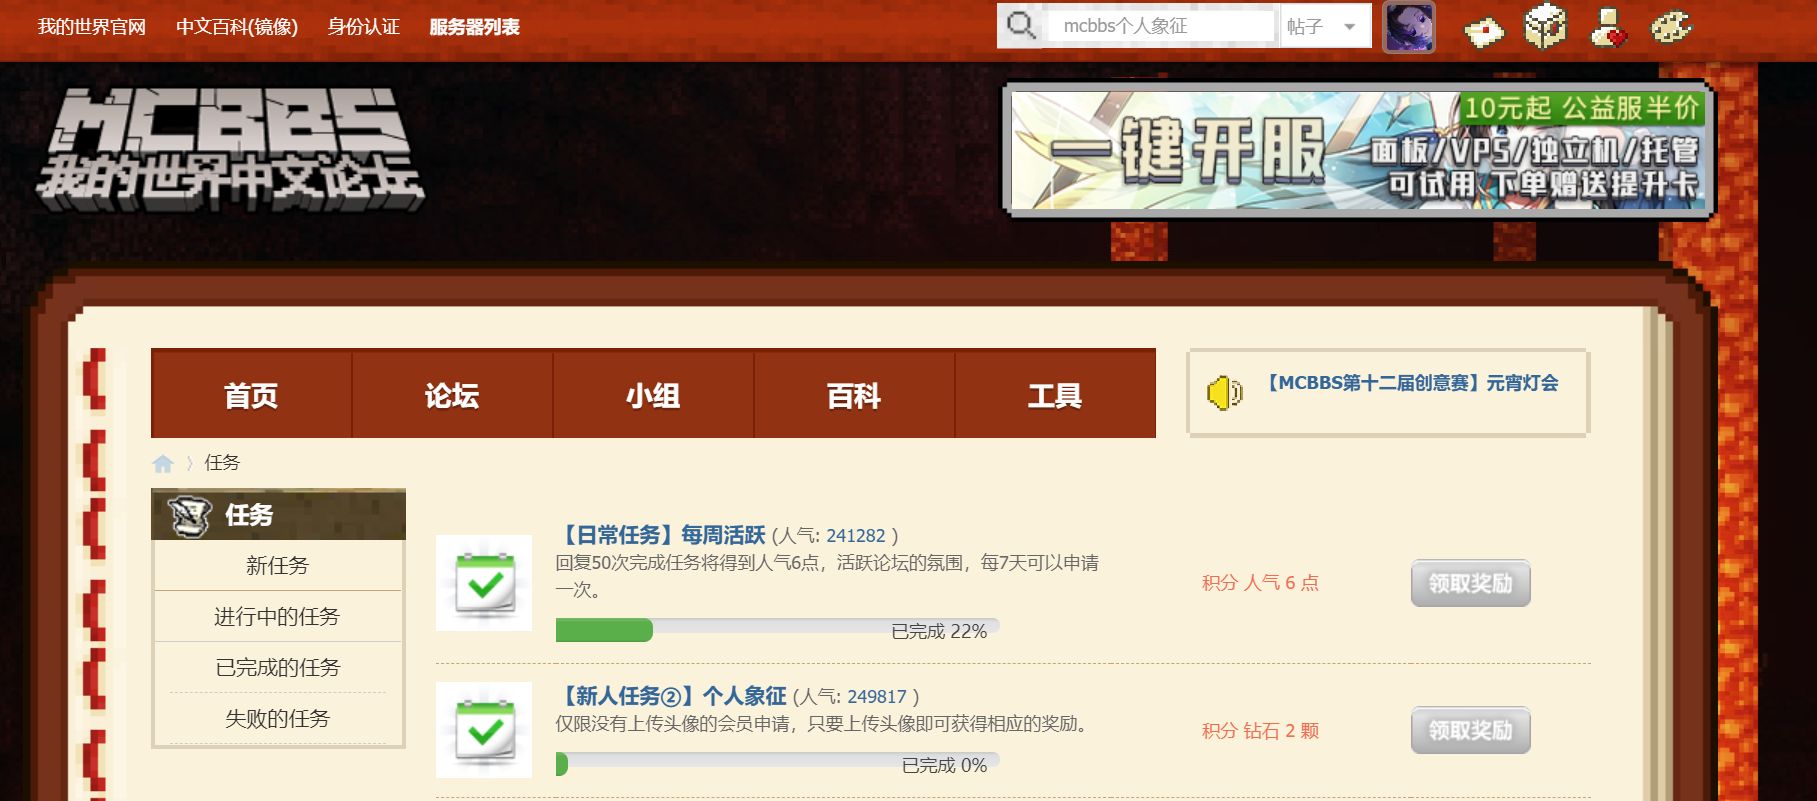 我的世界官网 中文百科(镜像) 身份认证 服务器列表 mcbbs个人象征 帖子
MCBBS
我的世界中文论坛
10元起 公益服半价
一键开服
面板/VPS/独立机/托管
可试用 下单赠送提升卡
首页 论坛 小组 百科 工具
【MCBBS第十二届创意赛】元宵灯会
任务
任务
新任务
进行中的任务
已完成的任务
失败的任务
【日常任务】每周活跃 (人气: 241282 )
回复50次完成任务将得到人气6点，活跃论坛的氛围，每7天可以申请
一次。
已完成 22%
积分 人气 6 点
领取奖励
【新人任务②】个人象征 (人气: 249817 )
仅限没有上传头像的会员申请，只要上传头像即可获得相应的奖励。
已完成 0%
积分 钻石 2 颗
领取奖励